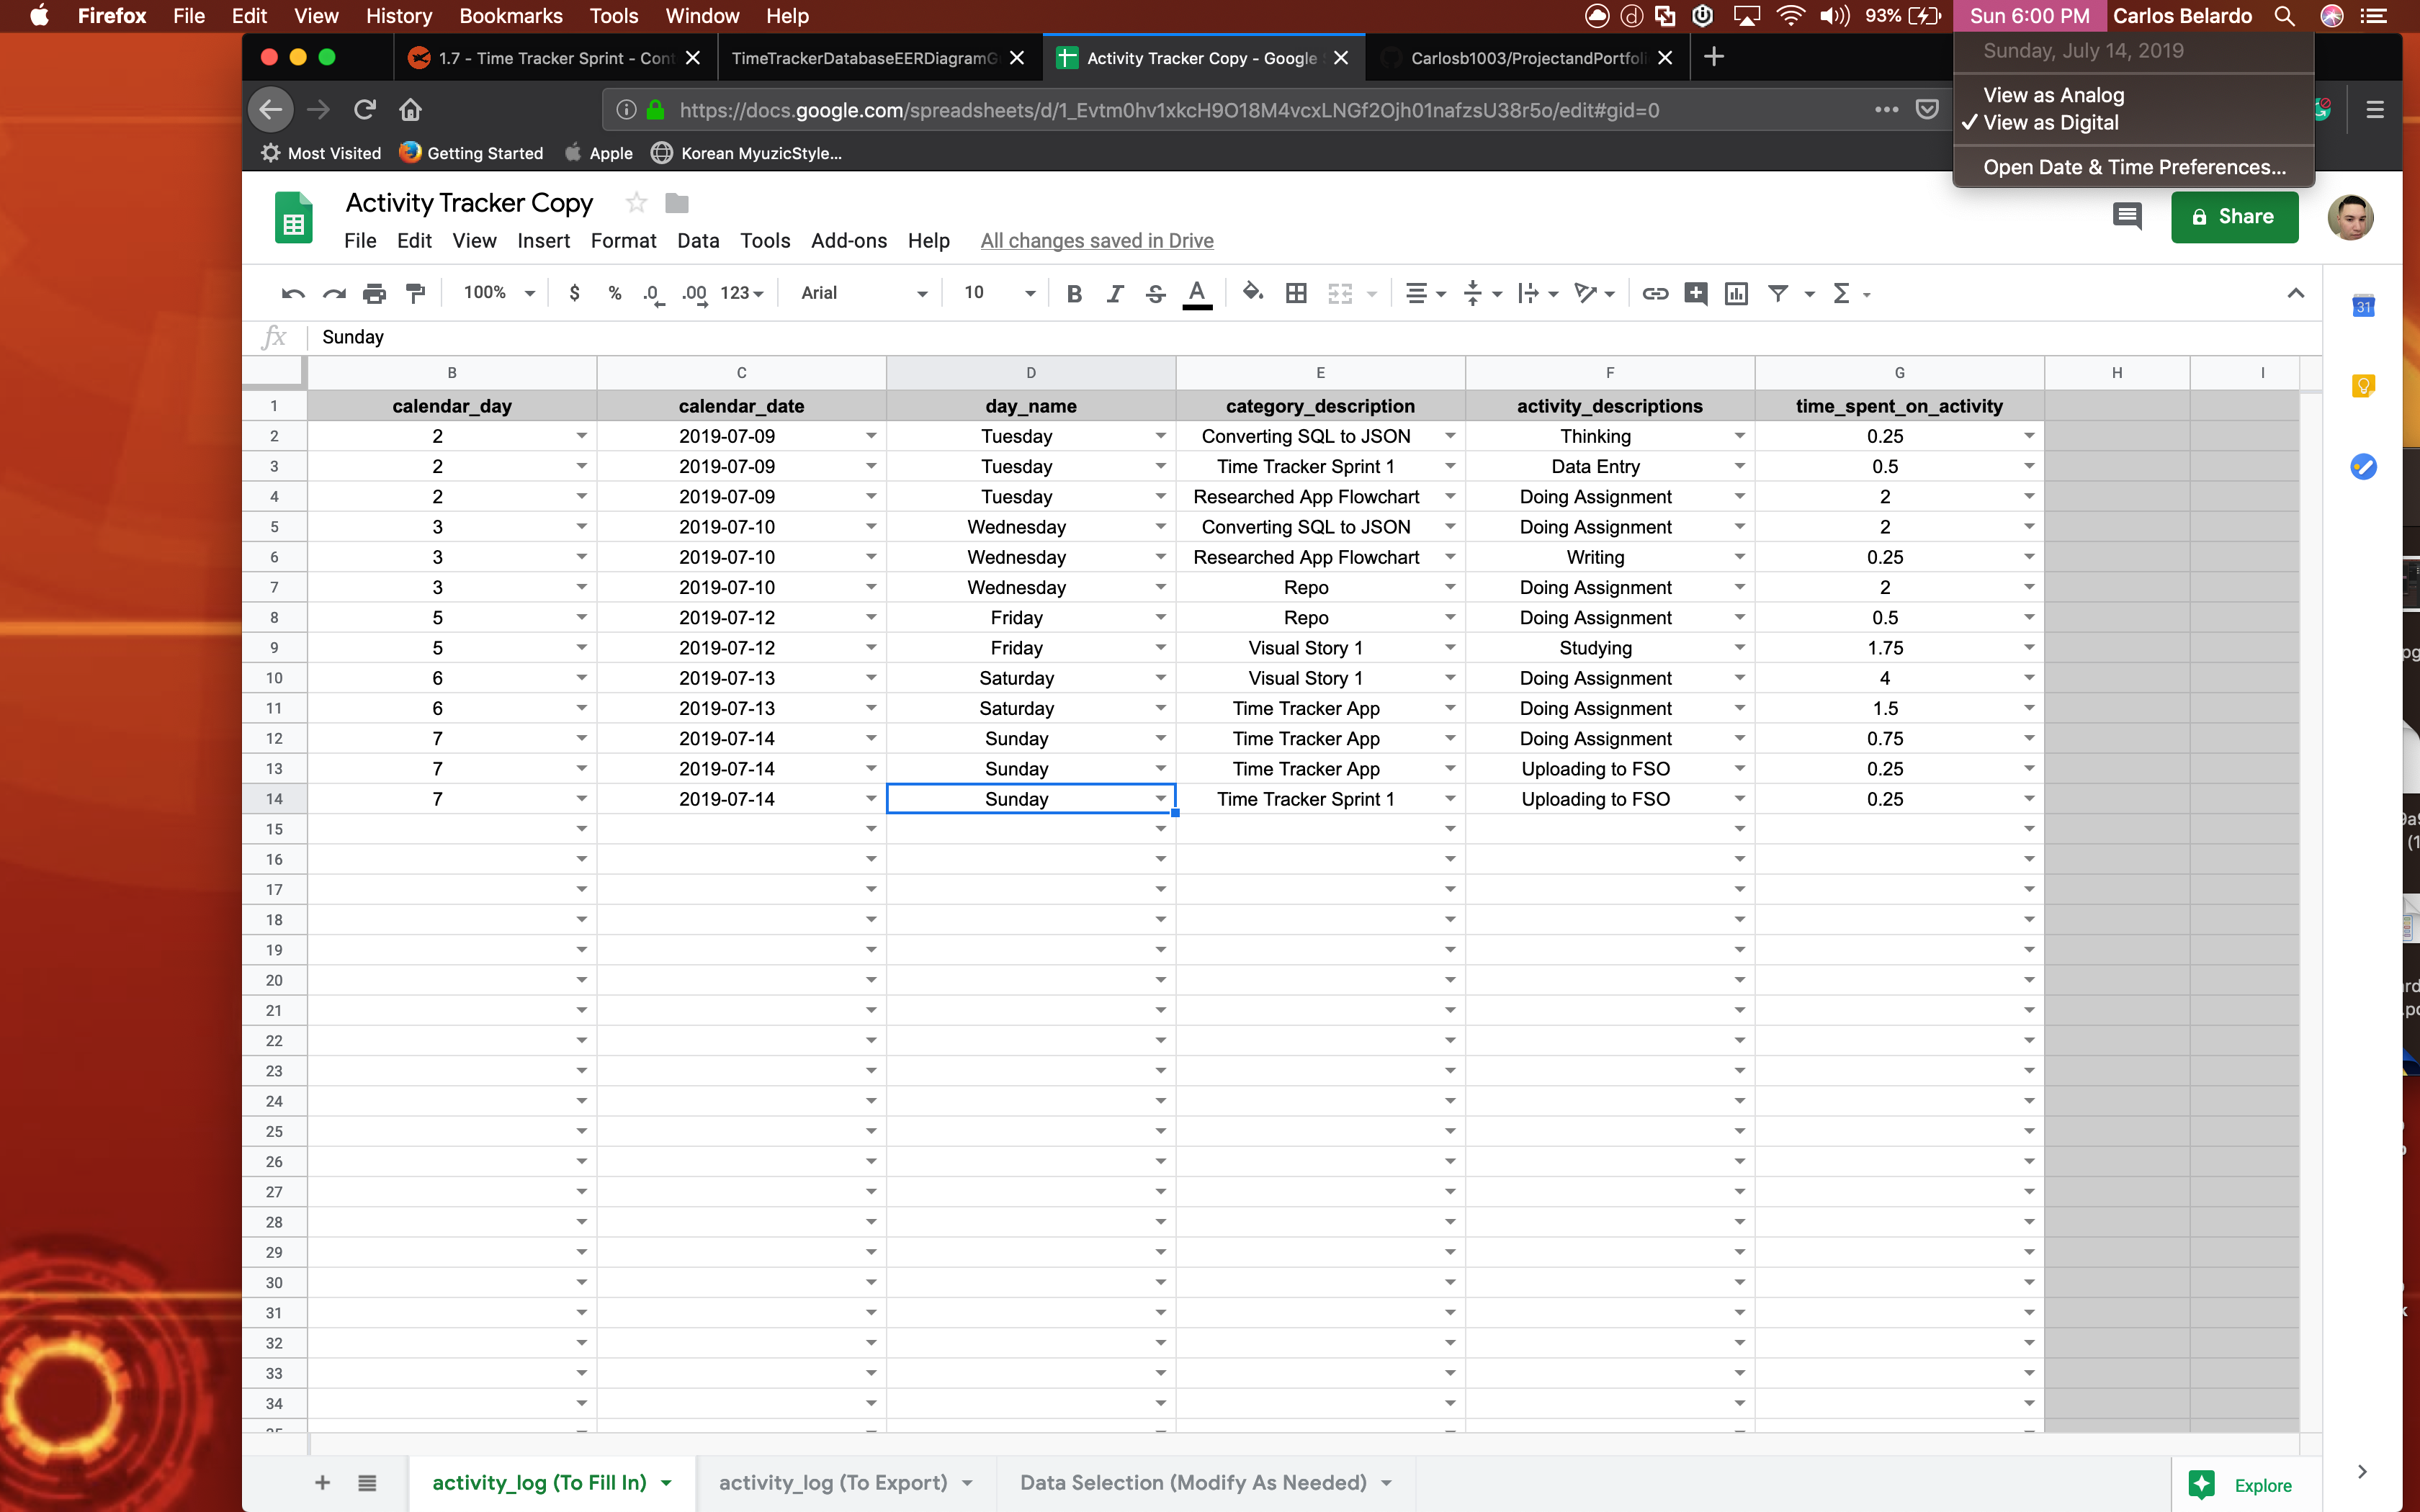 Firefox File Edit View History Bookmarks Tools Window Help 93% Sun 6:00 PM Carlos Belardo
1.7 - Time Tracker Sprint - Cont TimeTrackerDatabaseEERDiagramG Activity Tracker Copy - Google Carlosb1003/ProjectandPortfoli
Sunday, July 14, 2019
View as Analog
✓ View as Digital
Open Date & Time Preferences...
https://docs.google.com/spreadsheets/d/1_Evtm0hv1xkcH9O18M4vcxLNGf2Ojh01nafzsU38r5o/edit#gid=0
Most Visited Getting Started Apple Korean MyuzicStyle...
Activity Tracker Copy
Share
File Edit View Insert Format Data Tools Add-ons Help All changes saved in Drive
100% $ % .0 .00 123 Arial 10 B I S A Σ
31
fx Sunday
B C D E F G H I
1 calendar_day calendar_date day_name category_description activity_descriptions time_spent_on_activity
2 2 2019-07-09 Tuesday Converting SQL to JSON Thinking 0.25
3 2 2019-07-09 Tuesday Time Tracker Sprint 1 Data Entry 0.5
4 2 2019-07-09 Tuesday Researched App Flowchart Doing Assignment 2
5 3 2019-07-10 Wednesday Converting SQL to JSON Doing Assignment 2
6 3 2019-07-10 Wednesday Researched App Flowchart Writing 0.25
7 3 2019-07-10 Wednesday Repo Doing Assignment 2
8 5 2019-07-12 Friday Repo Doing Assignment 0.5
9 5 2019-07-12 Friday Visual Story 1 Studying 1.75
10 6 2019-07-13 Saturday Visual Story 1 Doing Assignment 4
11 6 2019-07-13 Saturday Time Tracker App Doing Assignment 1.5
12 7 2019-07-14 Sunday Time Tracker App Doing Assignment 0.75
13 7 2019-07-14 Sunday Time Tracker App Uploading to FSO 0.25
14 7 2019-07-14 Sunday Time Tracker Sprint 1 Uploading to FSO 0.25
15
16
17
18
19
20
21
22
23
24
25
26
27
28
29
30
31
32
33
34
activity_log (To Fill In) activity_log (To Export) Data Selection (Modify As Needed) Explore